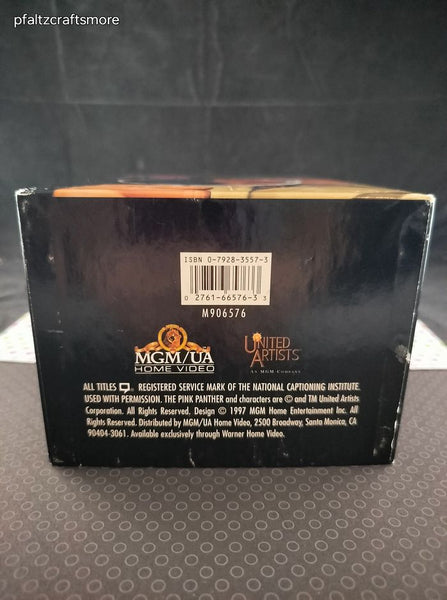 pfaltzcraftsmore
ISBN 0-7928-3557-3
0 2761-66576-3 3
M906576
MGM/UA
HOME VIDEO
UNITED
ARTISTS
AN MGM COMPANY
ALL TITLES REGISTERED SERVICE MARK OF THE NATIONAL CAPTIONING INSTITUTE.
USED WITH PERMISSION. THE PINK PANTHER and characters are © and TM United Artists
Corporation. All Rights Reserved. Design © 1997 MGM Home Entertainment Inc. All
Rights Reserved. Distributed by MGM/UA Home Video, 2500 Broadway, Santa Monica, CA
90404-3061. Available exclusively through Warner Home Video.